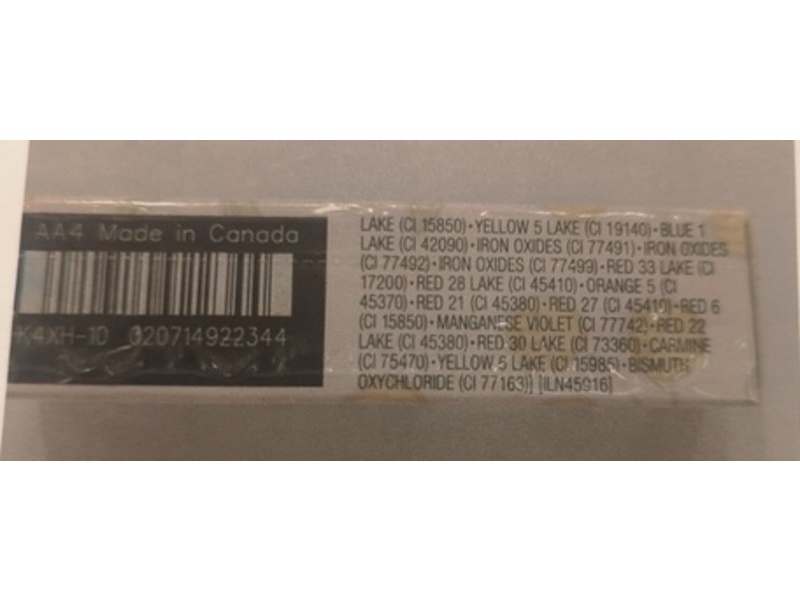 AA4 Made in Canada
K4XH-10 020714922344
LAKE (CI 15850)·YELLOW 5 LAKE (CI 19140)·BLUE 1
LAKE (CI 42090)·IRON OXIDES (CI 77491)·IRON OXIDES
(CI 77492)·IRON OXIDES (CI 77499)·RED 33 LAKE (CI
17200)·RED 28 LAKE (CI 45410)·ORANGE 5 (CI
45370)·RED 21 (CI 45380)·RED 27 (CI 45410)·RED 6
(CI 15850)·MANGANESE VIOLET (CI 77742)·RED 22
LAKE (CI 45380)·RED 30 LAKE (CI 73360)·CARMINE
(CI 75470)·YELLOW 6 LAKE (CI 15985)·BISMUTH
OXYCHLORIDE (CI 77163)] [ILN45916]